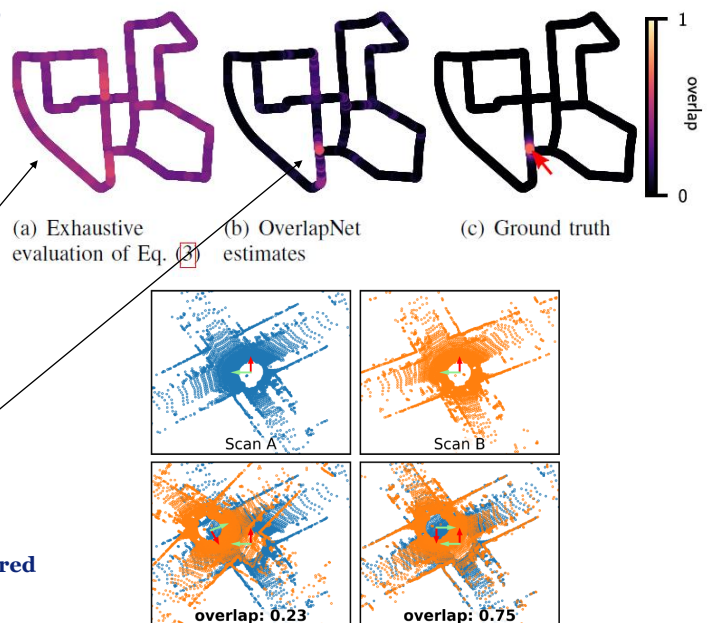 1
overlap
0
(a) Exhaustive
evaluation of Eq. (3)
(b) OverlapNet
estimates
(c) Ground truth
Scan A
Scan B
red
overlap: 0.23
overlap: 0.75